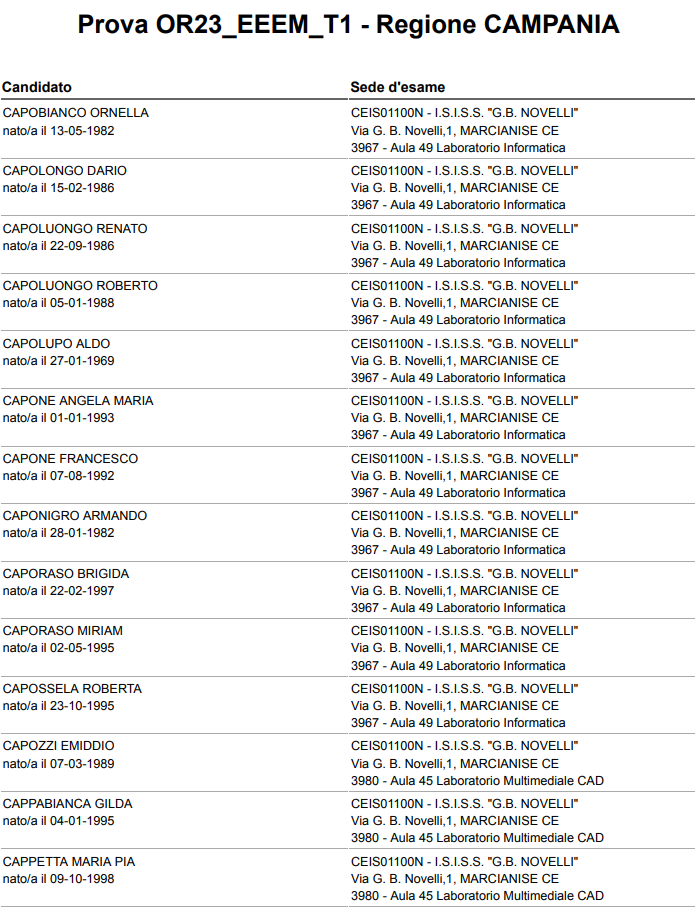 Prova OR23_EEEM_T1 - Regione CAMPANIA
Candidato Sede d'esame
CAPOBIANCO ORNELLA CEIS01100N - I.S.I.S.S. "G.B. NOVELLI"
nato/a il 13-05-1982 Via G. B. Novelli,1, MARCIANISE CE
3967 - Aula 49 Laboratorio Informatica
CAPOLONGO DARIO CEIS01100N - I.S.I.S.S. "G.B. NOVELLI"
nato/a il 15-02-1986 Via G. B. Novelli,1, MARCIANISE CE
3967 - Aula 49 Laboratorio Informatica
CAPOLUONGO RENATO CEIS01100N - I.S.I.S.S. "G.B. NOVELLI"
nato/a il 22-09-1986 Via G. B. Novelli,1, MARCIANISE CE
3967 - Aula 49 Laboratorio Informatica
CAPOLUONGO ROBERTO CEIS01100N - I.S.I.S.S. "G.B. NOVELLI"
nato/a il 05-01-1988 Via G. B. Novelli,1, MARCIANISE CE
3967 - Aula 49 Laboratorio Informatica
CAPOLUPO ALDO CEIS01100N - I.S.I.S.S. "G.B. NOVELLI"
nato/a il 27-01-1969 Via G. B. Novelli,1, MARCIANISE CE
3967 - Aula 49 Laboratorio Informatica
CAPONE ANGELA MARIA CEIS01100N - I.S.I.S.S. "G.B. NOVELLI"
nato/a il 01-01-1993 Via G. B. Novelli,1, MARCIANISE CE
3967 - Aula 49 Laboratorio Informatica
CAPONE FRANCESCO CEIS01100N - I.S.I.S.S. "G.B. NOVELLI"
nato/a il 07-08-1992 Via G. B. Novelli,1, MARCIANISE CE
3967 - Aula 49 Laboratorio Informatica
CAPONIGRO ARMANDO CEIS01100N - I.S.I.S.S. "G.B. NOVELLI"
nato/a il 28-01-1982 Via G. B. Novelli,1, MARCIANISE CE
3967 - Aula 49 Laboratorio Informatica
CAPORASO BRIGIDA CEIS01100N - I.S.I.S.S. "G.B. NOVELLI"
nato/a il 22-02-1997 Via G. B. Novelli,1, MARCIANISE CE
3967 - Aula 49 Laboratorio Informatica
CAPORASO MIRIAM CEIS01100N - I.S.I.S.S. "G.B. NOVELLI"
nato/a il 02-05-1995 Via G. B. Novelli,1, MARCIANISE CE
3967 - Aula 49 Laboratorio Informatica
CAPOSSELA ROBERTA CEIS01100N - I.S.I.S.S. "G.B. NOVELLI"
nato/a il 23-10-1995 Via G. B. Novelli,1, MARCIANISE CE
3967 - Aula 49 Laboratorio Informatica
CAPOZZI EMIDDIO CEIS01100N - I.S.I.S.S. "G.B. NOVELLI"
nato/a il 07-03-1989 Via G. B. Novelli,1, MARCIANISE CE
3980 - Aula 45 Laboratorio Multimediale CAD
CAPPABIANCA GILDA CEIS01100N - I.S.I.S.S. "G.B. NOVELLI"
nato/a il 04-01-1995 Via G. B. Novelli,1, MARCIANISE CE
3980 - Aula 45 Laboratorio Multimediale CAD
CAPPETTA MARIA PIA CEIS01100N - I.S.I.S.S. "G.B. NOVELLI"
nato/a il 09-10-1998 Via G. B. Novelli,1, MARCIANISE CE
3980 - Aula 45 Laboratorio Multimediale CAD